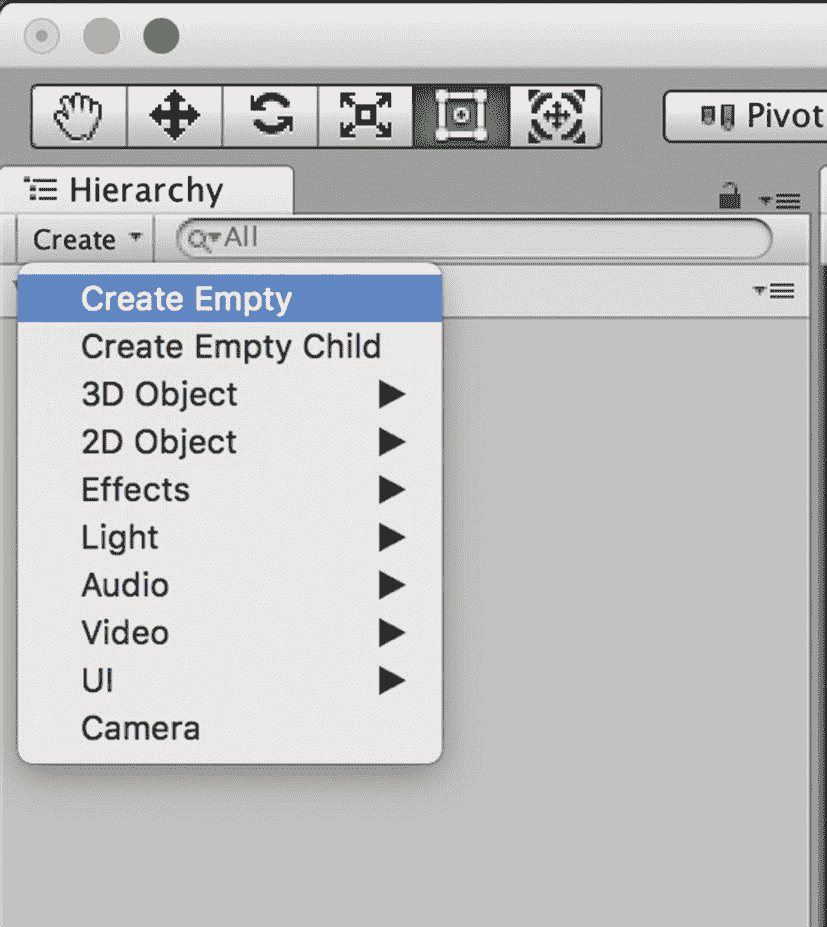 Pivot
Hierarchy
Create
All
Create Empty
Create Empty Child
3D Object
2D Object
Effects
Light
Audio
Video
UI
Camera